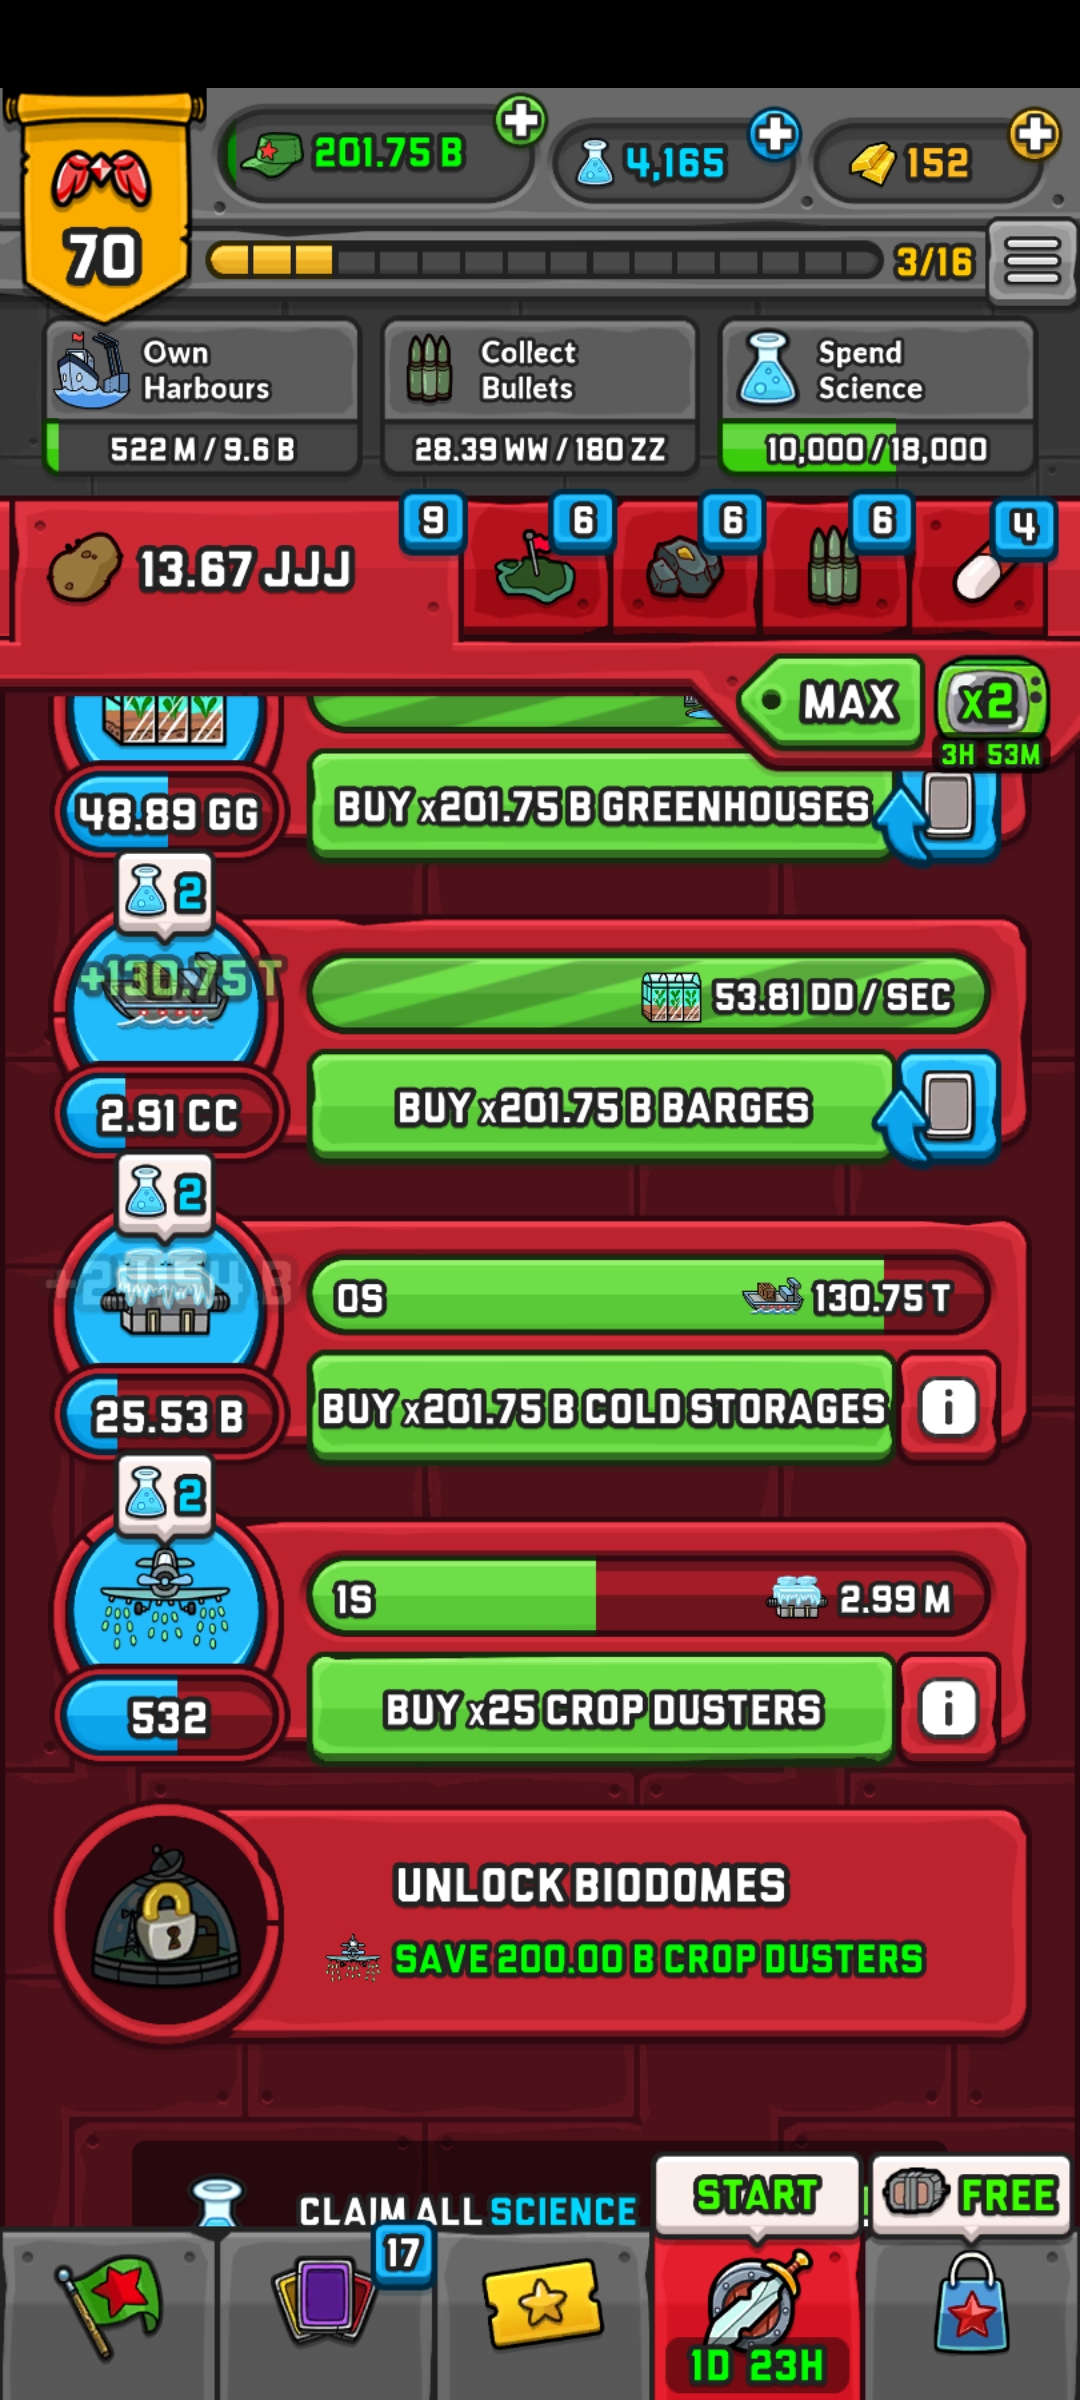 201.75 B
4,165
152
70
3/16
Own
Harbours
522 M / 9.6 B
Collect
Bullets
28.39 WW / 180 ZZ
Spend
Science
10,000 / 18,000
13.67 JJJ
9
6
6
6
4
MAX
x2
3H 53M
48.89 GG
BUY x201.75 B GREENHOUSES
2
+130.75 T
53.81 DD / SEC
2.91 CC
BUY x201.75 B BARGES
2
0S
130.75 T
25.53 B
BUY x201.75 B COLD STORAGES
i
2
1S
2.99 M
532
BUY x25 CROP DUSTERS
i
UNLOCK BIODOMES
SAVE 200.00 B CROP DUSTERS
CLAIM ALL SCIENCE
START
FREE
17
1D 23H